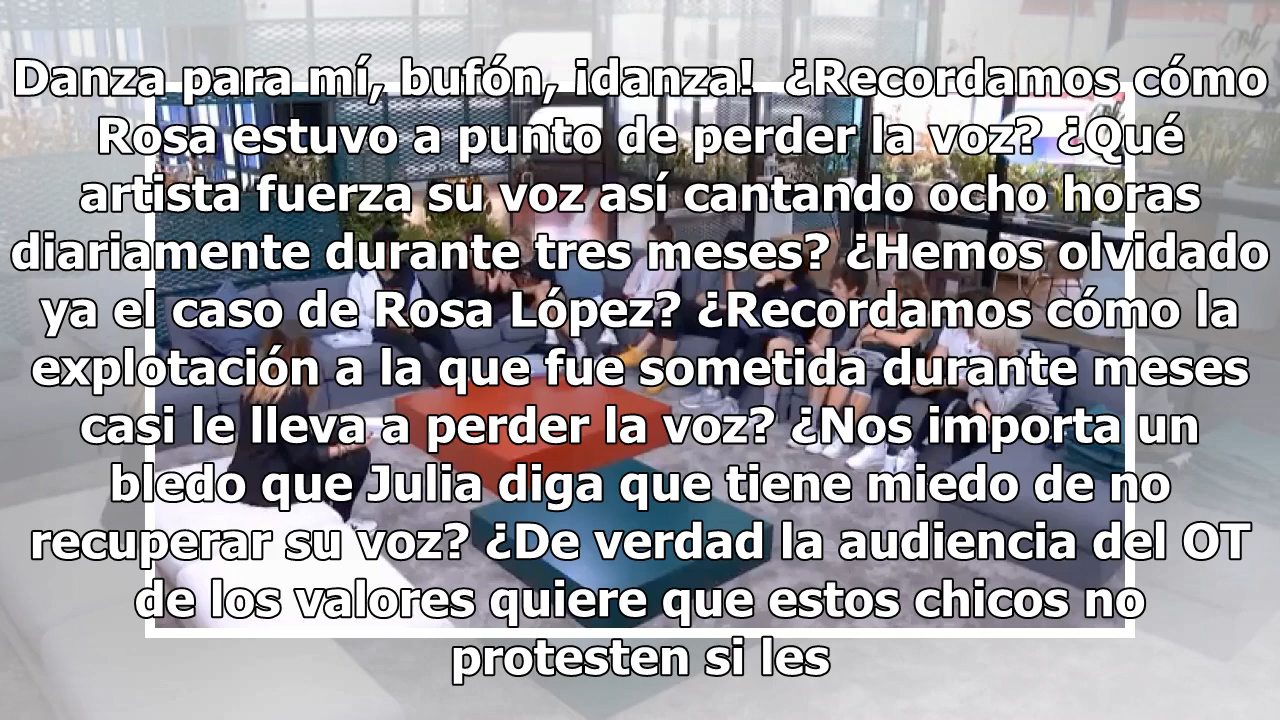 Danza para mí, bufón, ¡danza!  ¿Recordamos cómo
Rosa estuvo a punto de perder la voz? ¿Qué
artista fuerza su voz así cantando ocho horas
diariamente durante tres meses? ¿Hemos olvidado
ya el caso de Rosa López? ¿Recordamos cómo la
explotación a la que fue sometida durante meses
casi le lleva a perder la voz? ¿Nos importa un
bledo que Julia diga que tiene miedo de no
recuperar su voz? ¿De verdad la audiencia del OT
de los valores quiere que estos chicos no
protesten si les